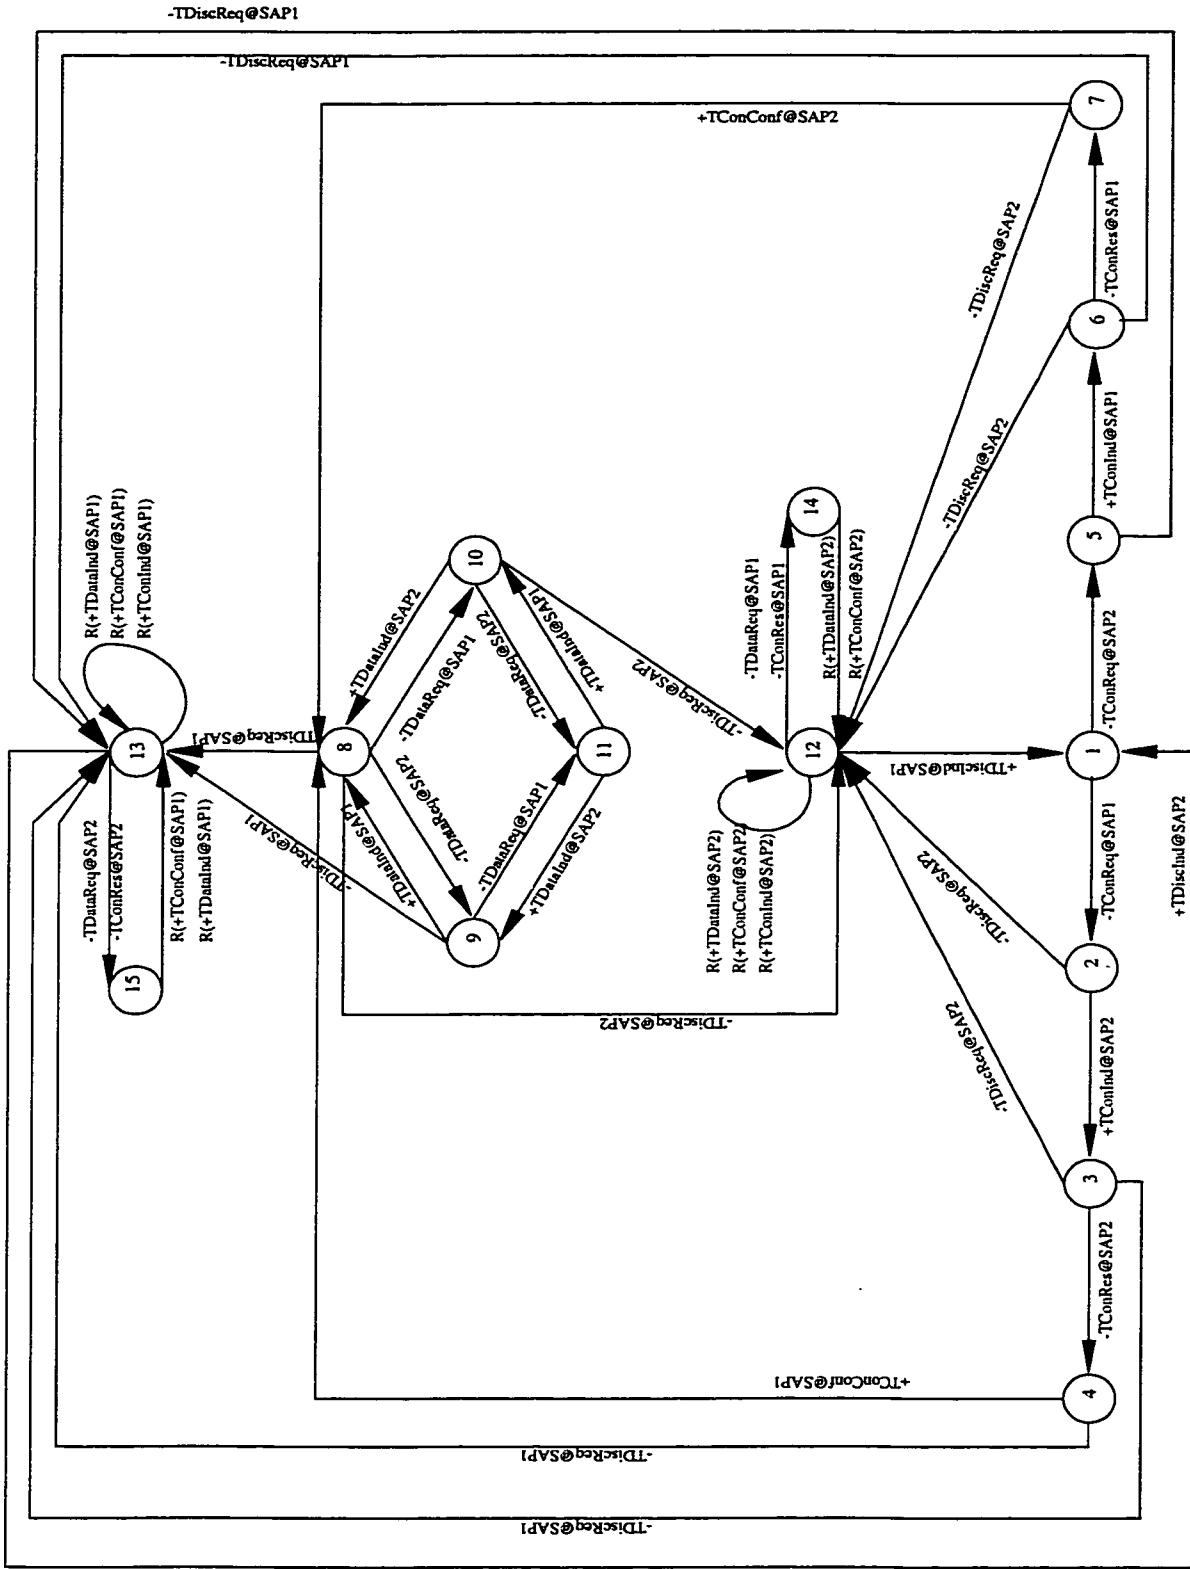 -TDiscReq@SAP1
-TDiscReq@SAP1
+TConConf@SAP2
7
-TDiscReq@SAP2
-TConRes@SAP1
6
-TDiscReq@SAP2
+TConInd@SAP1
5
-TConReq@SAP2
1
+TDiscInd@SAP1
-TConReq@SAP1
2
-TDiscReq@SAP2
+TConInd@SAP2
3
-TDiscReq@SAP2
-TConRes@SAP2
4
+TConConf@SAP1
-TDiscReq@SAP1
-TDiscReq@SAP1
+TDiscInd@SAP2
R(+TDataInd@SAP1)
R(+TConConf@SAP1)
R(+TConInd@SAP1)
13
-TDiscReq@SAP1
-TDiscReq@SAP1
-TDataReq@SAP2
-TConRes@SAP2
R(+TConConf@SAP1)
R(+TDataInd@SAP1)
15
8
+TDataInd@SAP2
-TDataReq@SAP1
10
-TDataReq@SAP2
+TDataInd@SAP1
11
-TDataReq@SAP2
+TDataInd@SAP1
-TDataReq@SAP1
+TDataInd@SAP2
9
-TDiscReq@SAP2
-TDiscReq@SAP2
14
-TDataReq@SAP1
-TConRes@SAP1
R(+TDataInd@SAP2)
R(+TConConf@SAP2)
12
R(+TDataInd@SAP2)
R(+TConConf@SAP2)
R(+TConInd@SAP2)